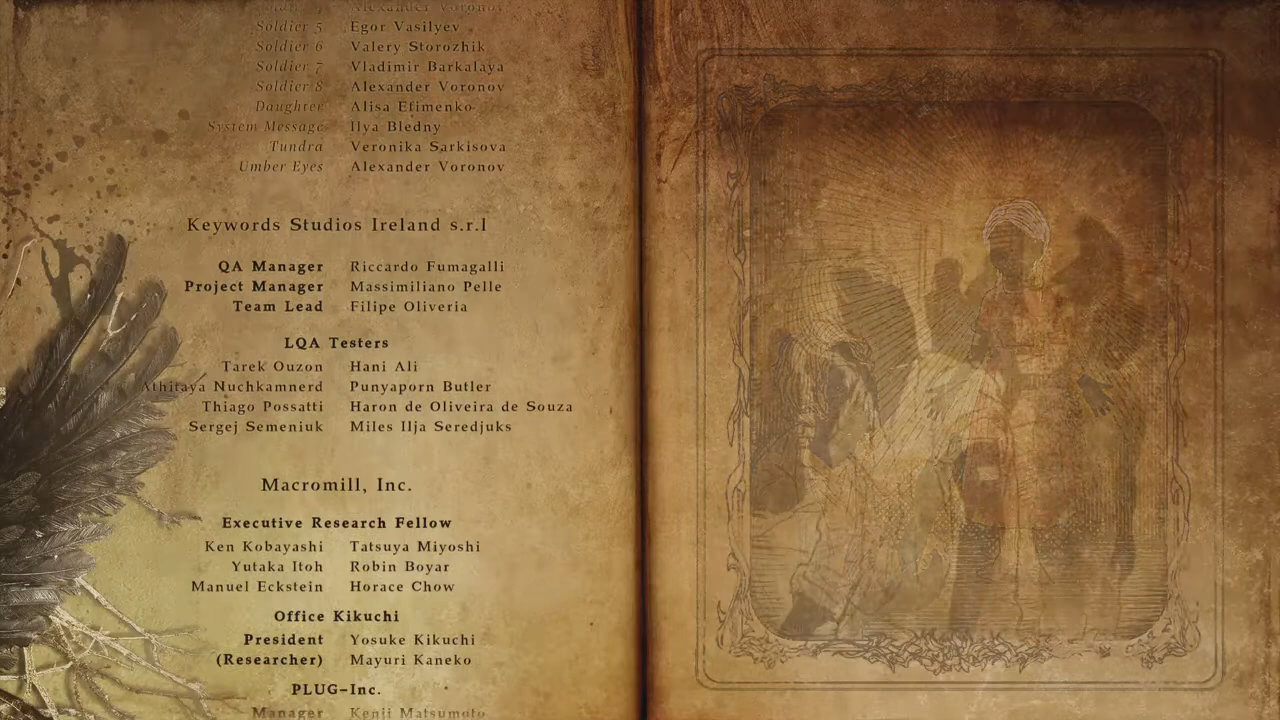 Soldier 5 Egor Vasilyev
Soldier 6 Valery Storozhik
Soldier 7 Vladimir Barkalaya
Soldier 8 Alexander Voronov
Daughter Alisa Efimenko
System Message Ilya Bledny
Tundra Veronika Sarkisova
Umber Eyes Alexander Voronov
Keywords Studios Ireland s.r.l
QA Manager Riccardo Fumagalli
Project Manager Massimiliano Pelle
Team Lead Filipe Oliveria
LQA Testers
Tarek Ouzon Hani Ali
Athitaya Nuchkamnerd Punyaporn Butler
Thiago Possatti Haron de Oliveira de Souza
Sergej Semeniuk Miles Ilja Seredjuks
Macromill, Inc.
Executive Research Fellow
Ken Kobayashi Tatsuya Miyoshi
Yutaka Itoh Robin Boyar
Manuel Eckstein Horace Chow
Office Kikuchi
President Yosuke Kikuchi
(Researcher) Mayuri Kaneko
PLUG-Inc.
Manager Kenji Matsumoto